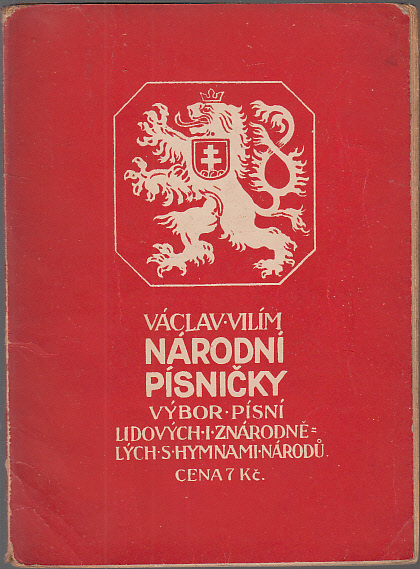 VÁCLAV·VILÍM
NÁRODNÍ
PÍSNIČKY
VÝBOR·PÍSNÍ
LIDOVÝCH·I·ZNÁRODNĚ=
LÝCH·S·HYMNAMI·NÁRODŮ.
CENA 7 Kč.